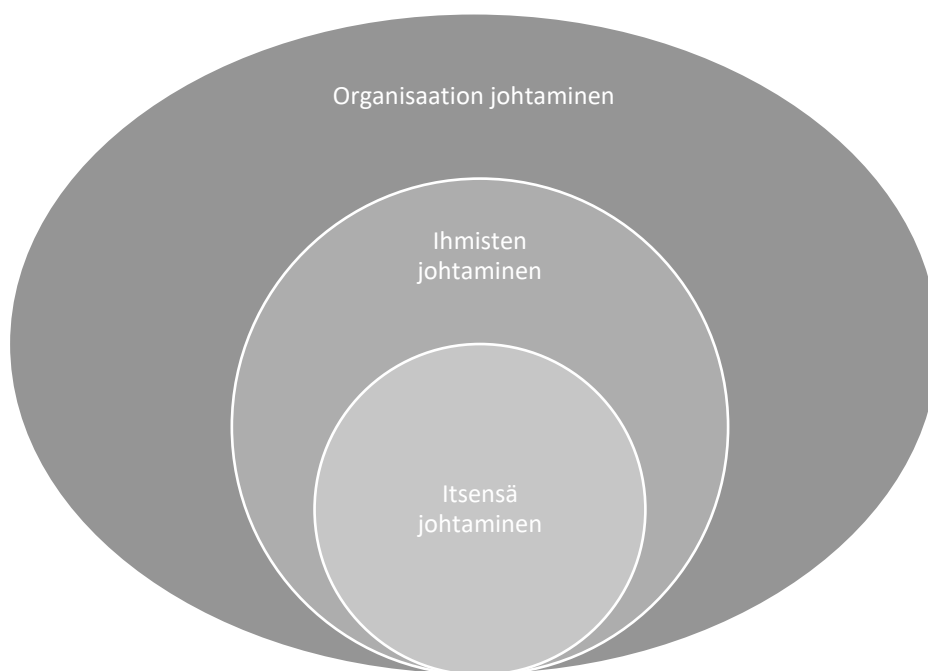 Organisaation johtaminen
Ihmisten
johtaminen
Itsensä
johtaminen